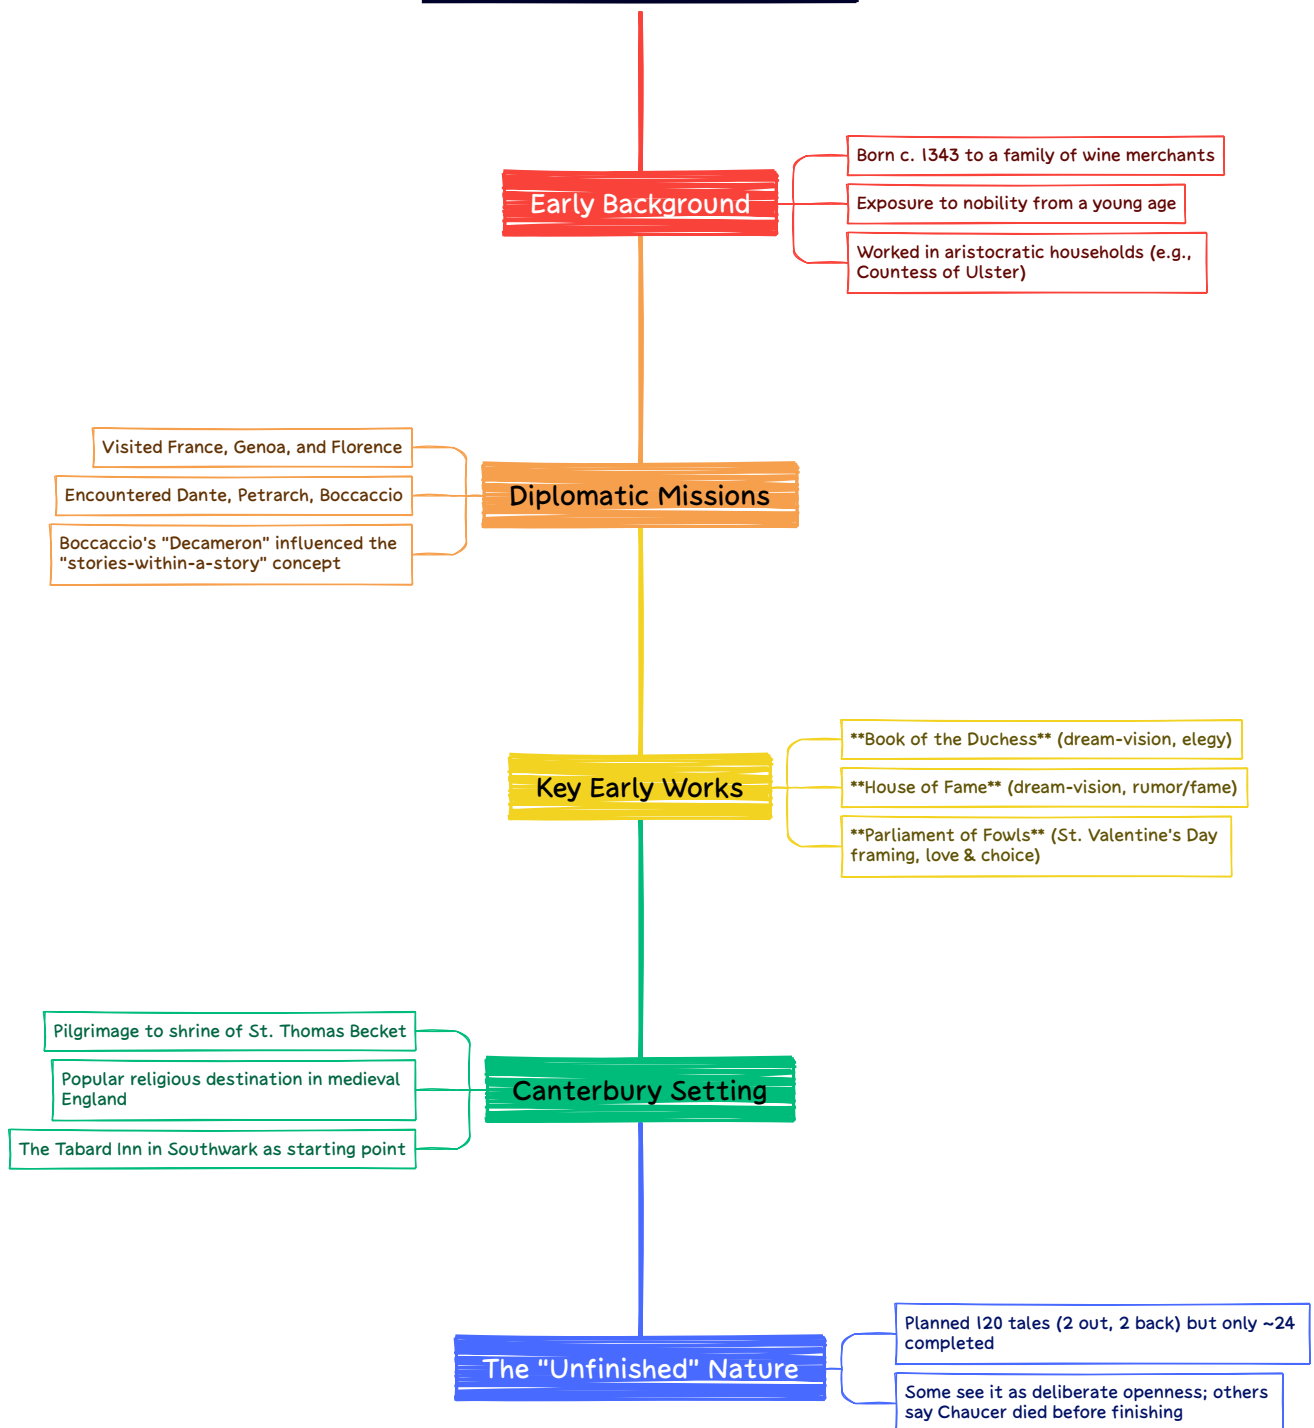 Early Background
Born c. 1343 to a family of wine merchants
Exposure to nobility from a young age
Worked in aristocratic households (e.g.,
Countess of Ulster)
Diplomatic Missions
Visited France, Genoa, and Florence
Encountered Dante, Petrarch, Boccaccio
Boccaccio's "Decameron" influenced the
"stories-within-a-story" concept
Key Early Works
**Book of the Duchess** (dream-vision, elegy)
**House of Fame** (dream-vision, rumor/fame)
**Parliament of Fowls** (St. Valentine's Day
framing, love & choice)
Canterbury Setting
Pilgrimage to shrine of St. Thomas Becket
Popular religious destination in medieval
England
The Tabard Inn in Southwark as starting point
The "Unfinished" Nature
Planned 120 tales (2 out, 2 back) but only ~24
completed
Some see it as deliberate openness; others
say Chaucer died before finishing